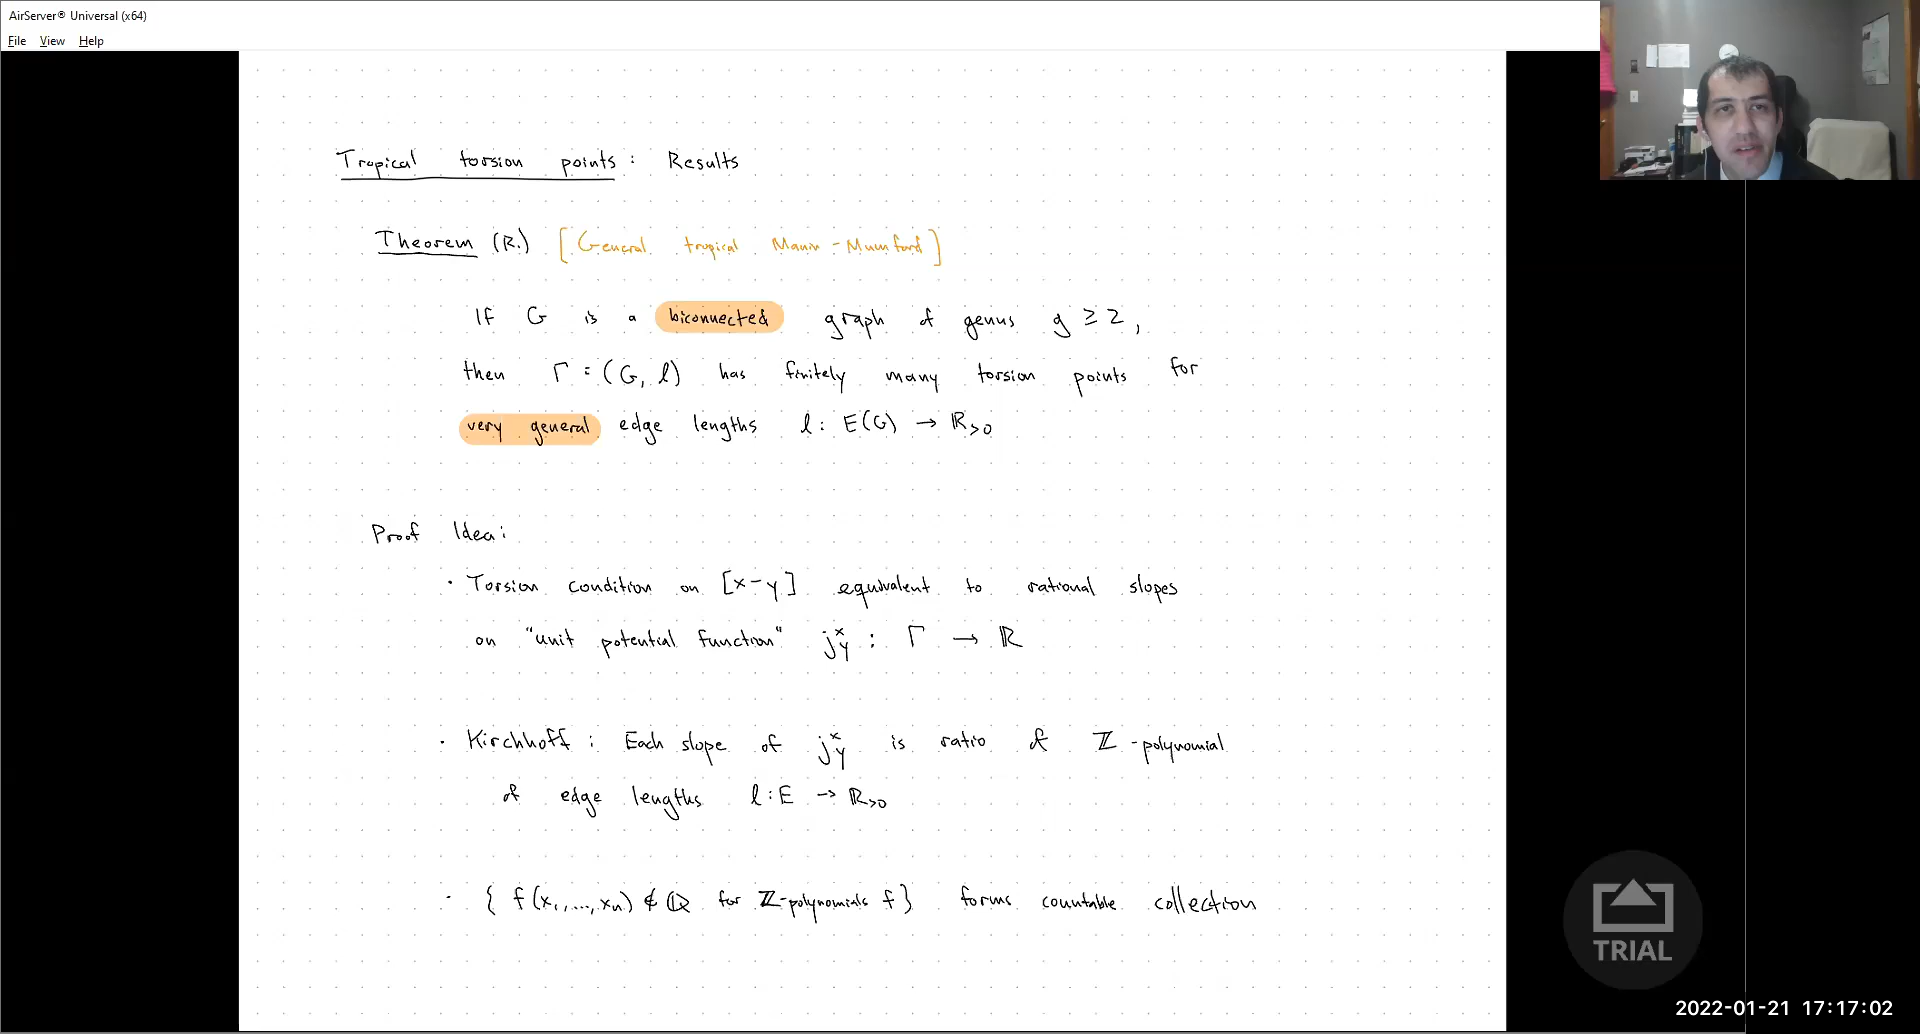 AirServer® Universal (x64)
File View Help
Tropical torsion points : Results
Theorem (R.) [General tropical Manin-Mumford]
If G is a biconnected graph of genus g ≥ 2,
then Γ = (G, l) has finitely many torsion points for
very general edge lengths l : E(G) → ℝ>0
Proof Idea:
· Torsion condition on [x-y] equivalent to rational slopes
on "unit potential function" j_y^x : Γ → ℝ
· Kirchhoff : Each slope of j_y^x is ratio of ℤ-polynomial
of edge lengths l : E → ℝ>0
· { f(x₁,...,xₙ) ∉ ℚ for ℤ-polynomials f } forms countable collection
TRIAL
2022-01-21 17:17:02